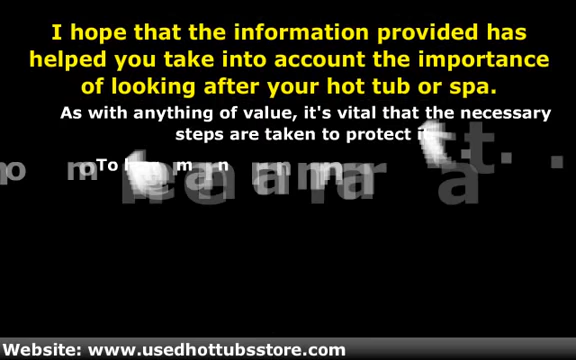 I hope that the information provided has
helped you take into account the importance
of looking after your hot tub or spa.
As with anything of value, it's vital that the necessary
steps are taken to protect
To
Website: www.usedhottubsstore.com